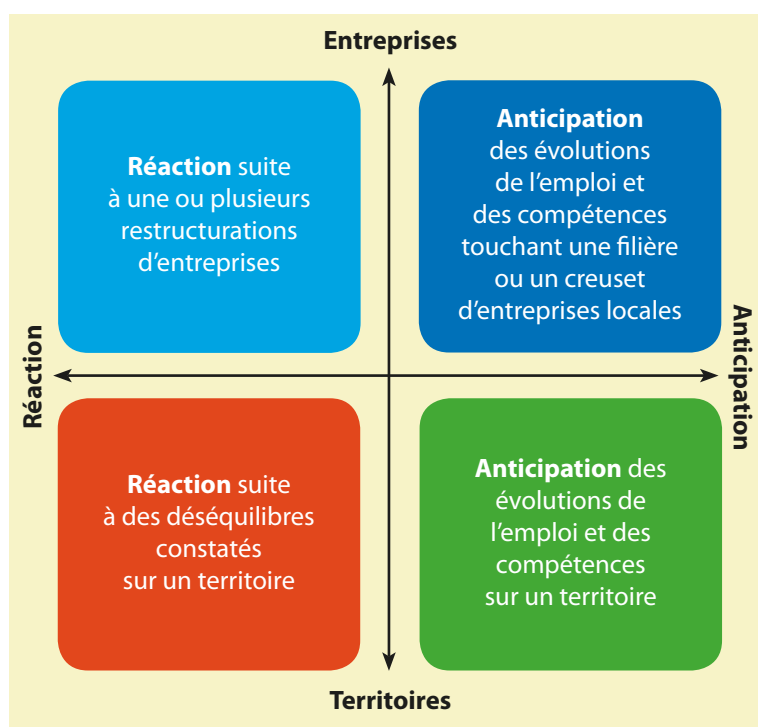 Entreprises
Réaction suite
à une ou plusieurs
restructurations
d’entreprises
Anticipation
des évolutions
de l’emploi et
des compétences
touchant une filière
ou un creuset
d’entreprises locales
Réaction
Anticipation
Réaction suite
à des déséquilibres
constatés
sur un territoire
Anticipation des
évolutions de
l’emploi et des
compétences
sur un territoire
Territoires